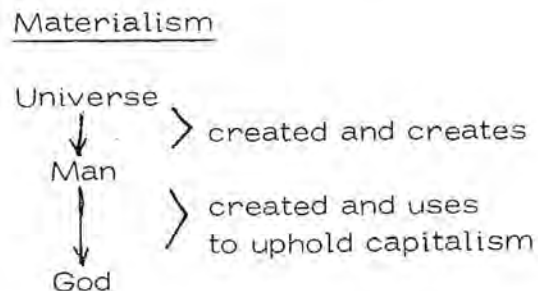 Materialism
Universe
created and creates
Man
created and uses
to uphold capitalism
God